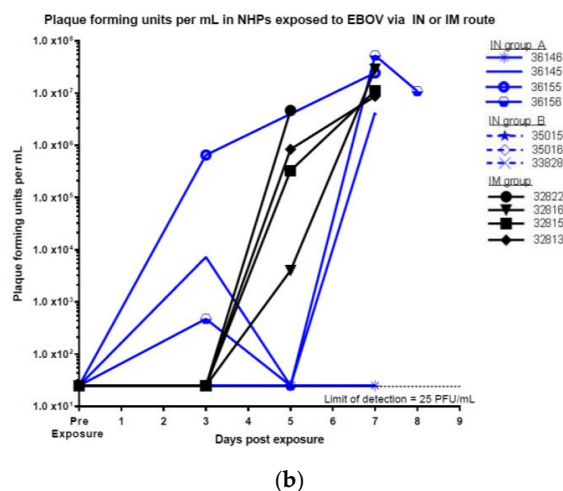 Plaque forming units per mL in NHPs exposed to EBOV via IN or IM route
Plaque forming units per mL
1.0 x10⁸
1.0 x10⁷
1.0 x10⁶
1.0 x10⁵
1.0 x10⁴
1.0 x10³
1.0 x10²
1.0 x10¹
Limit of detection = 25 PFU/mL
Pre
Exposure
1 2 3 4 5 6 7 8 9
Days post exposure
IN group A
36146
36145
36155
36156
IN group B
35015
35016
33828
IM group
32822
32816
32815
32813
(b)